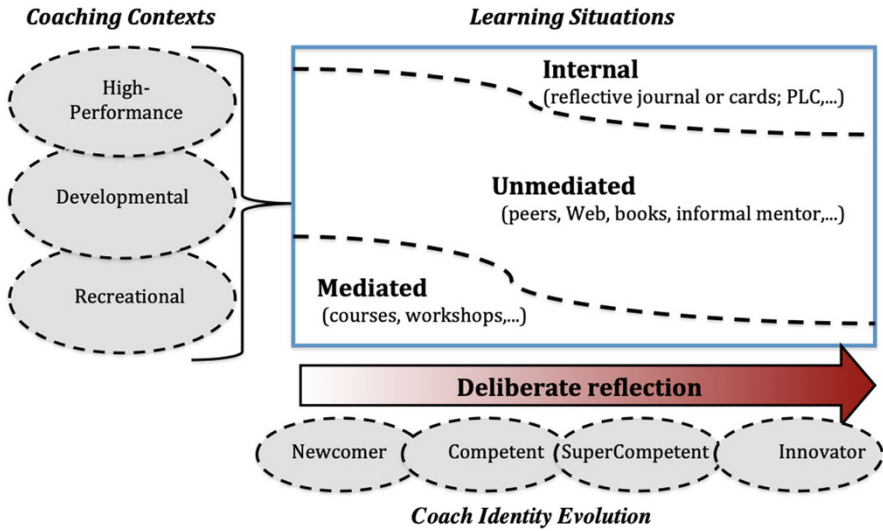 Coaching Contexts
High-
Performance
Developmental
Recreational
Learning Situations
Internal
(reflective journal or cards; PLC,...)
Unmediated
(peers, Web, books, informal mentor,...)
Mediated
(courses, workshops,...)
Deliberate reflection
Newcomer
Competent
SuperCompetent
Innovator
Coach Identity Evolution